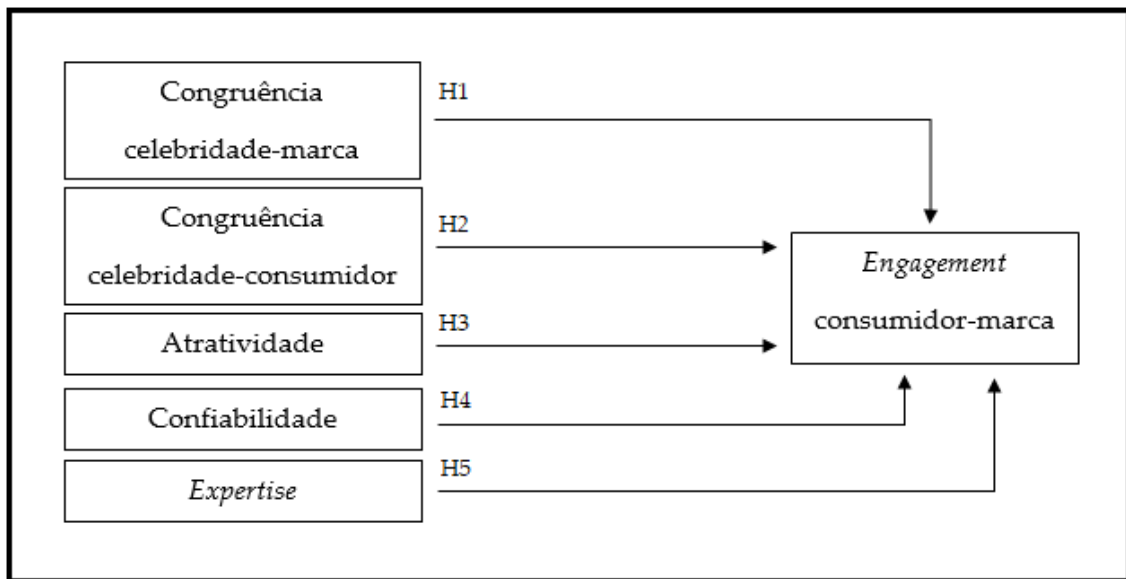 Congruência
celebridade-marca
H1
Congruência
celebridade-consumidor
H2
Atratividade
H3
Confiabilidade
H4
Expertise
H5
Engagement
consumidor-marca